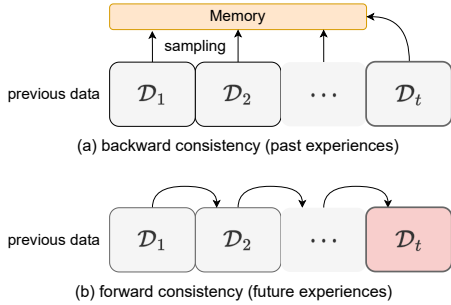 Memory
sampling
previous data 𝒟₁ 𝒟₂ ⋯ 𝒟ₜ
(a) backward consistency (past experiences)
previous data 𝒟₁ 𝒟₂ ⋯ 𝒟ₜ
(b) forward consistency (future experiences)